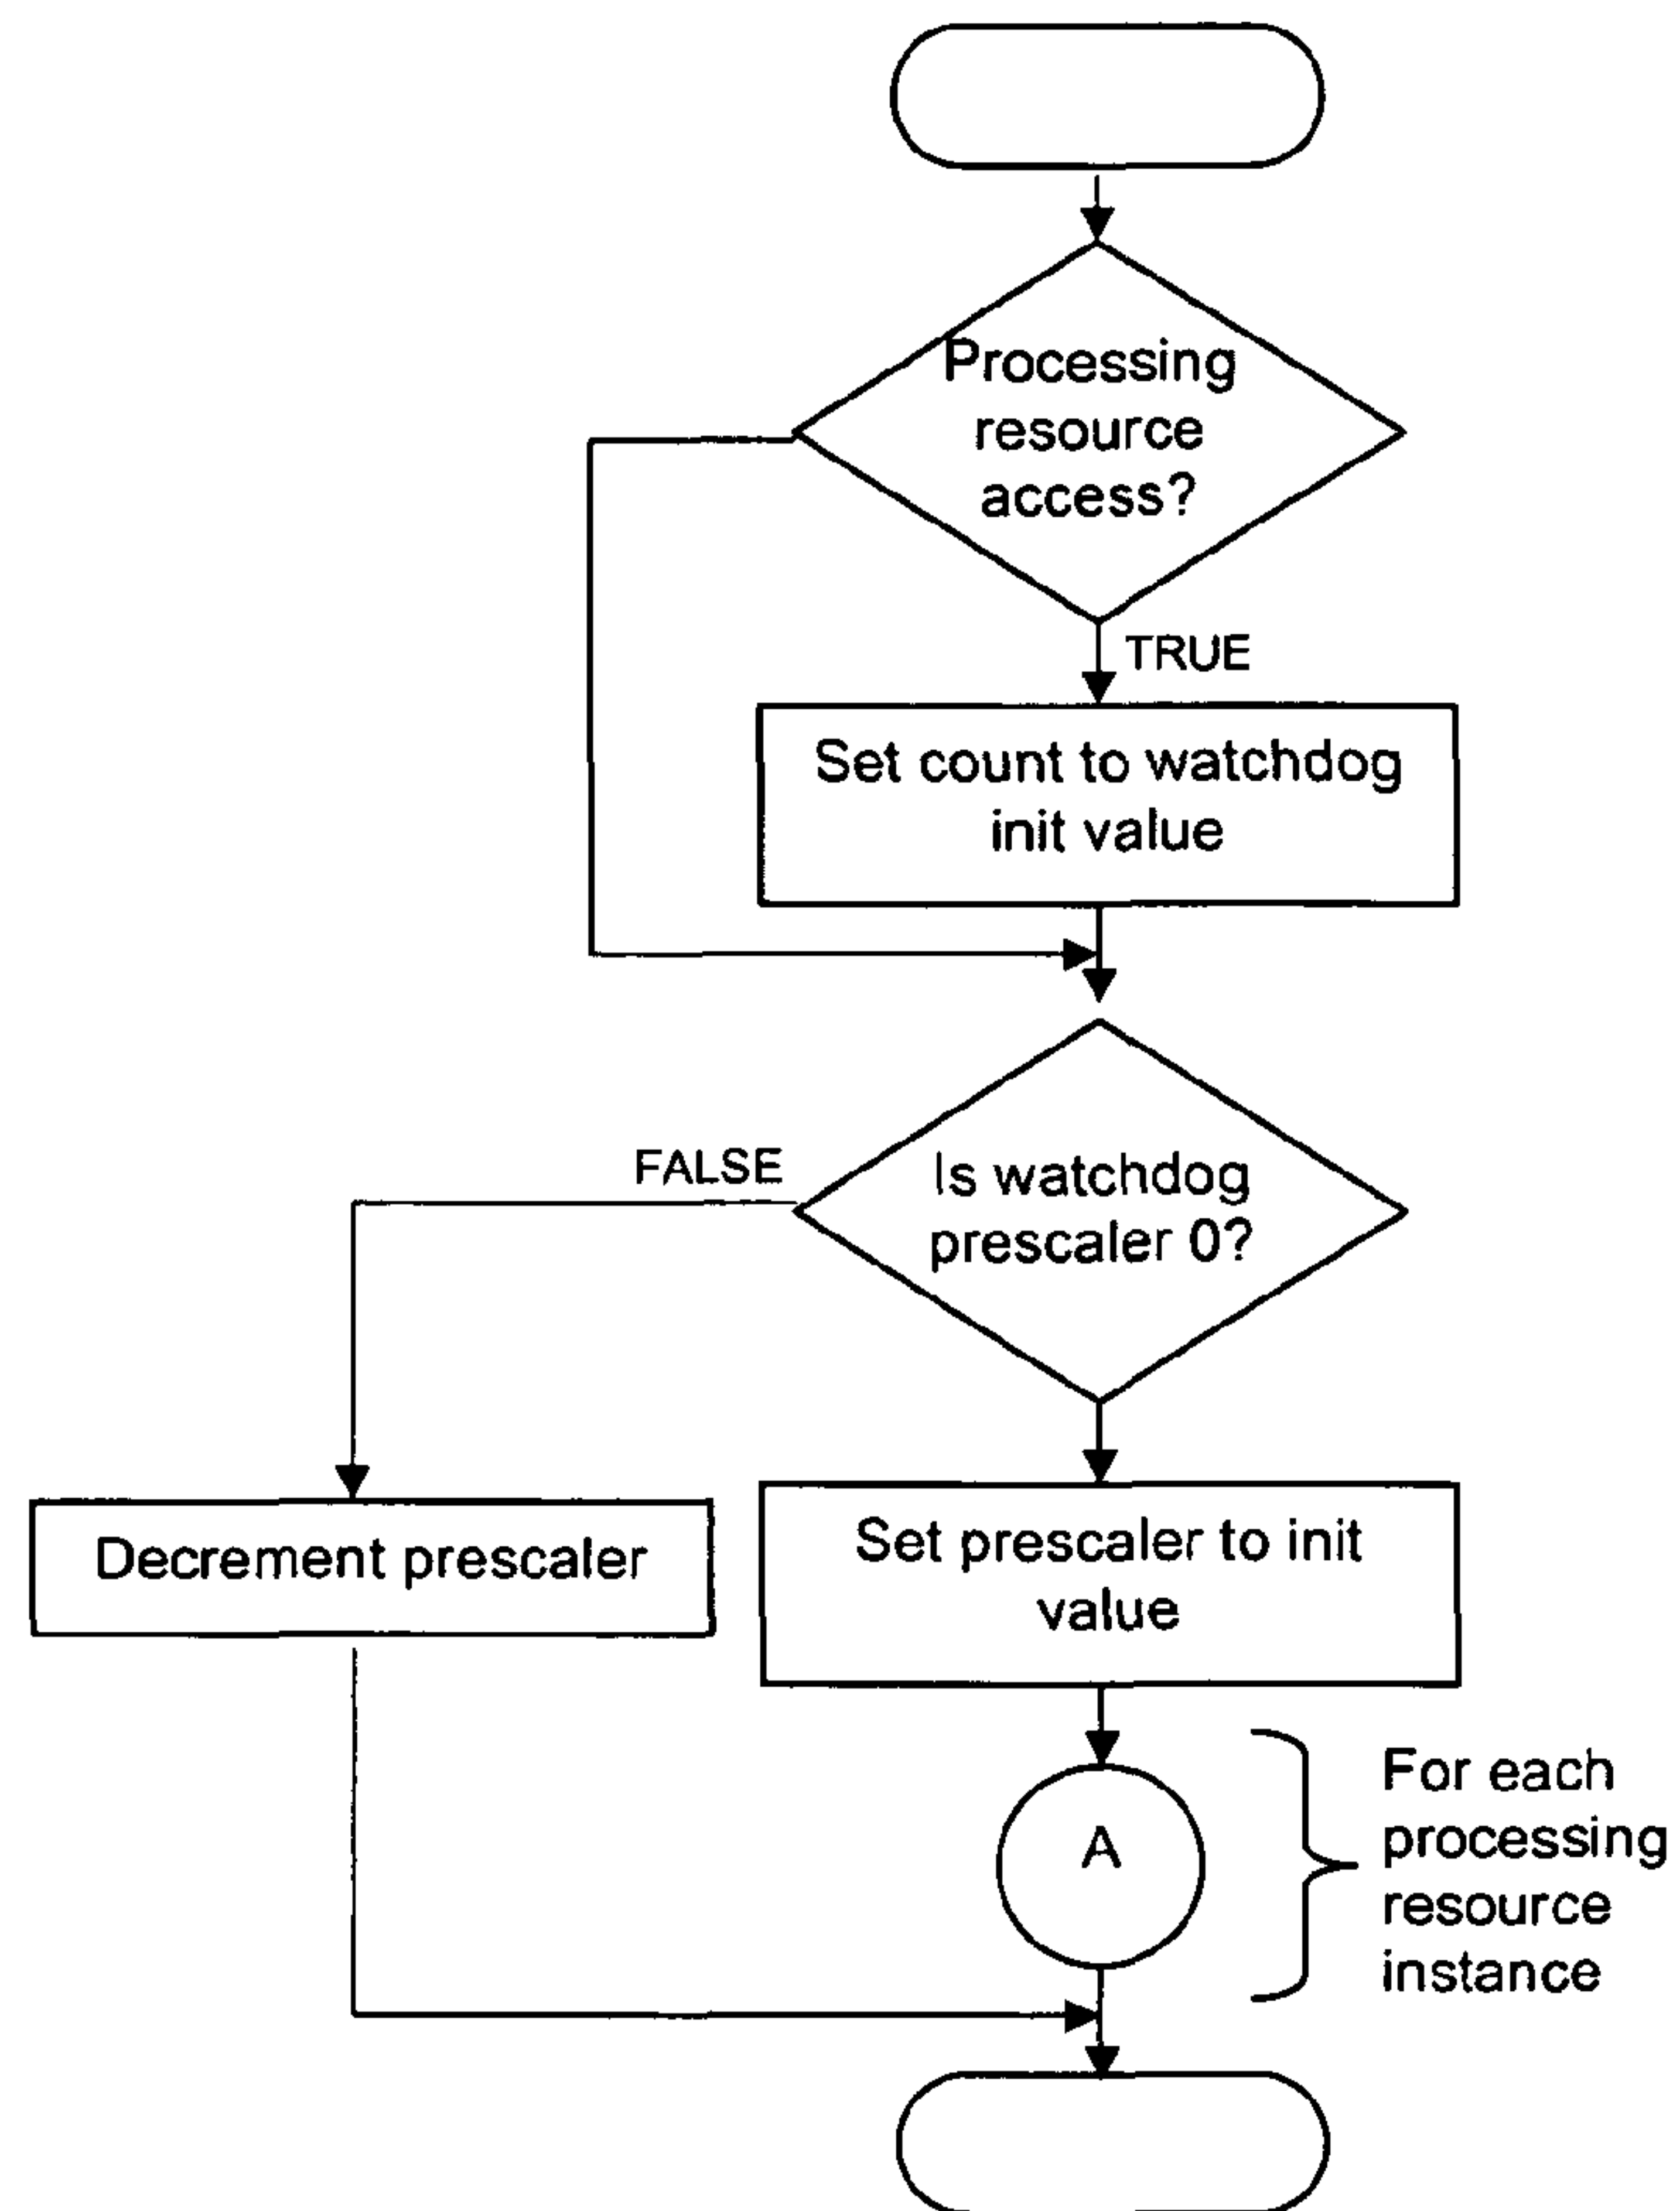 Processing
resource
access?
TRUE
Set count to watchdog
init value
FALSE
Is watchdog
prescaler 0?
Decrement prescaler
Set prescaler to init
value
A
For each
processing
resource
instance